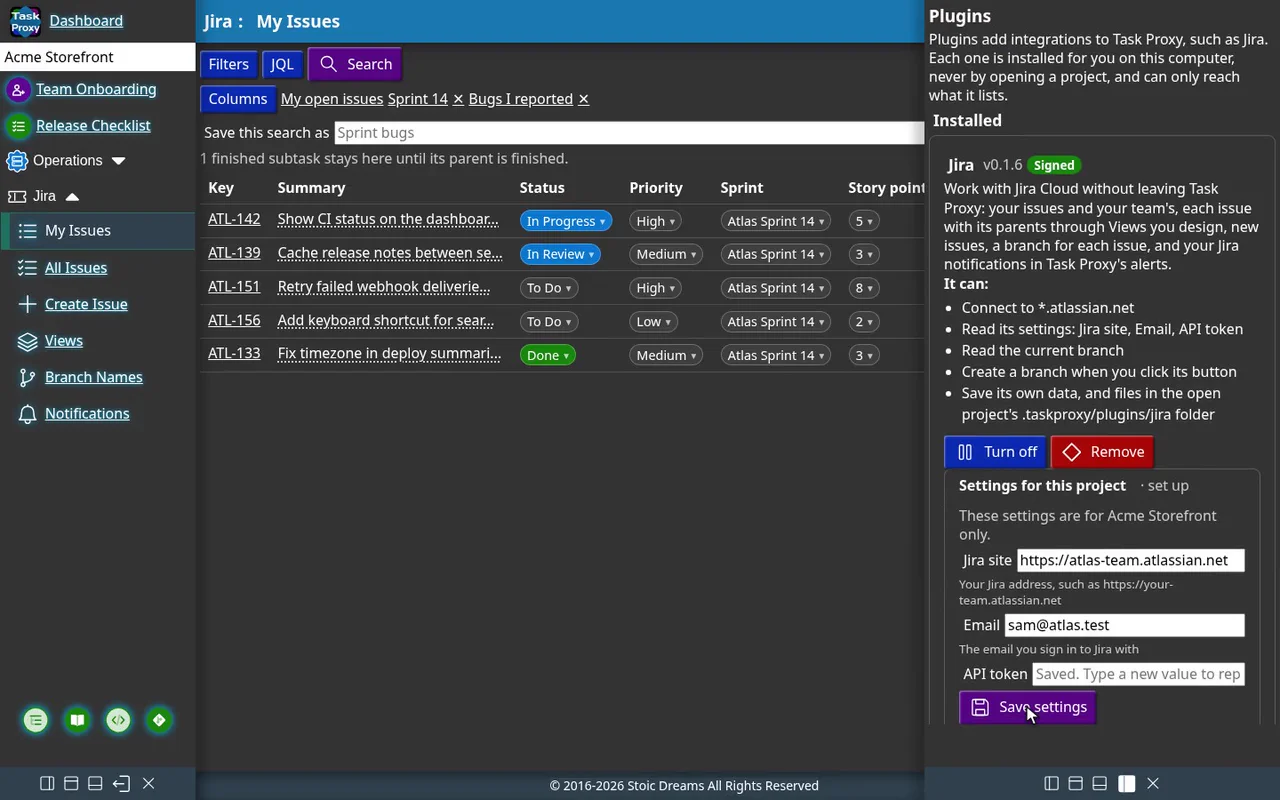 Task Proxy
Dashboard
Acme Storefront
Team Onboarding
Release Checklist
Operations
Jira
My Issues
All Issues
Create Issue
Views
Branch Names
Notifications
Jira : My Issues
Filters JQL Search
Columns My open issues Sprint 14 ✕ Bugs I reported ✕
Save this search as Sprint bugs
1 finished subtask stays here until its parent is finished.
Key Summary Status Priority Sprint Story point
ATL-142 Show CI status on the dashboar... In Progress ▾ High ▾ Atlas Sprint 14 ▾ 5 ▾
ATL-139 Cache release notes between se... In Review ▾ Medium ▾ Atlas Sprint 14 ▾ 3 ▾
ATL-151 Retry failed webhook deliverie... To Do ▾ High ▾ Atlas Sprint 14 ▾ 8 ▾
ATL-156 Add keyboard shortcut for sear... To Do ▾ Low ▾ Atlas Sprint 14 ▾ 2 ▾
ATL-133 Fix timezone in deploy summari... Done ▾ Medium ▾ Atlas Sprint 14 ▾ 3 ▾
© 2016-2026 Stoic Dreams All Rights Reserved
Plugins
Plugins add integrations to Task Proxy, such as Jira.
Each one is installed for you on this computer,
never by opening a project, and can only reach
what it lists.
Installed
Jira v0.1.6 Signed
Work with Jira Cloud without leaving Task
Proxy: your issues and your team's, each issue
with its parents through Views you design, new
issues, a branch for each issue, and your Jira
notifications in Task Proxy's alerts.
It can:
• Connect to *.atlassian.net
• Read its settings: Jira site, Email, API token
• Read the current branch
• Create a branch when you click its button
• Save its own data, and files in the open
project's .taskproxy/plugins/jira folder
Turn off Remove
Settings for this project · set up
These settings are for Acme Storefront
only.
Jira site https://atlas-team.atlassian.net
Your Jira address, such as https://your-
team.atlassian.net
Email sam@atlas.test
The email you sign in to Jira with
API token Saved. Type a new value to rep
Save settings